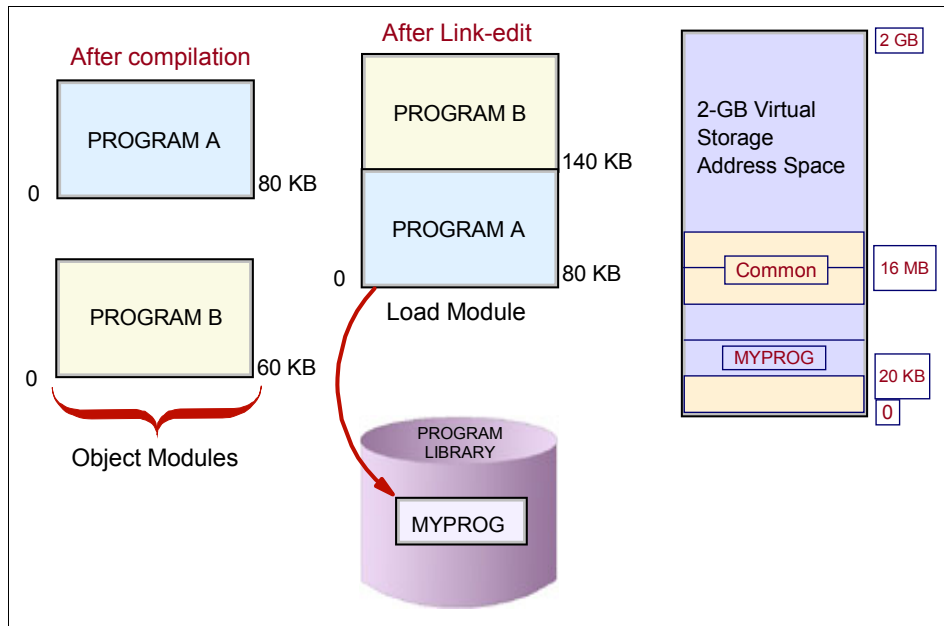 After compilation
PROGRAM A
0
80 KB
PROGRAM B
0
60 KB
Object Modules
After Link-edit
PROGRAM B
140 KB
PROGRAM A
0
80 KB
Load Module
PROGRAM
LIBRARY
MYPROG
2 GB
2-GB Virtual
Storage
Address Space
Common
16 MB
MYPROG
20 KB
0